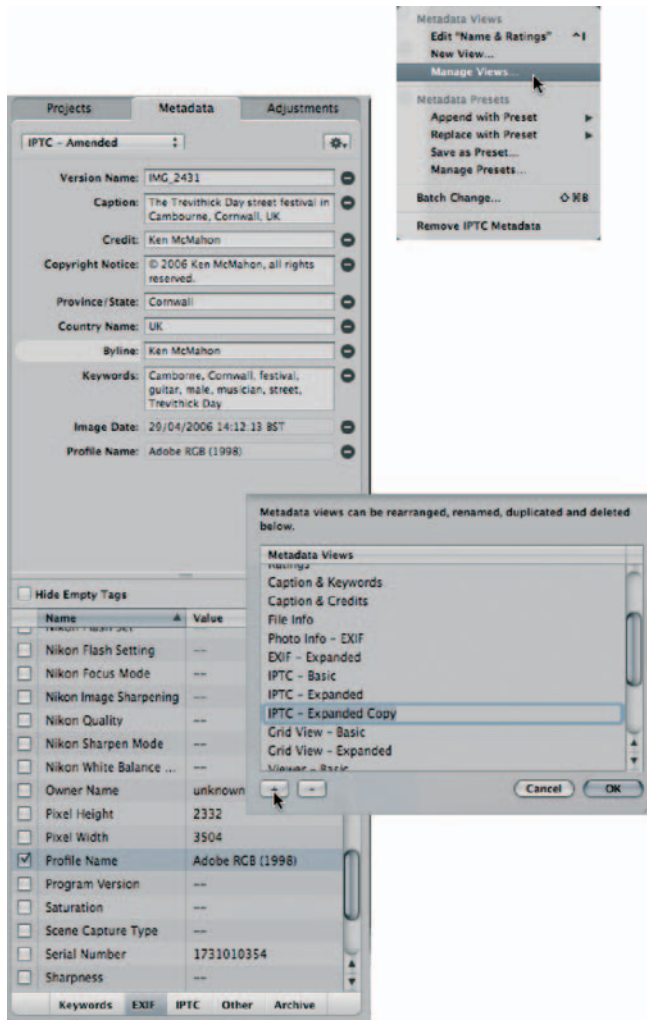 Metadata Views
Edit "Name & Ratings" ^I
New View...
Manage Views...
Metadata Presets
Append with Preset
Replace with Preset
Save as Preset...
Manage Presets...
Batch Change... ⇧⌘B
Remove IPTC Metadata
Projects Metadata Adjustments
IPTC – Amended
Version Name: IMG_2431
Caption: The Trevithick Day street festival in
Cambourne, Cornwall, UK
Credit: Ken McMahon
Copyright Notice: © 2006 Ken McMahon, all rights
reserved.
Province/State: Cornwall
Country Name: UK
Byline: Ken McMahon
Keywords: Camborne, Cornwall, festival,
guitar, male, musician, street,
Trevithick Day
Image Date: 29/04/2006 14:12:13 BST
Profile Name: Adobe RGB (1998)
Metadata views can be rearranged, renamed, duplicated and deleted
below.
Metadata Views
Ratings
Caption & Keywords
Caption & Credits
File Info
Photo Info – EXIF
EXIF – Expanded
IPTC – Basic
IPTC – Expanded
IPTC – Expanded Copy
Grid View – Basic
Grid View – Expanded
Viewer – Basic
+ – Cancel OK
Hide Empty Tags
Name Value
Nikon Flash Set
Nikon Flash Setting --
Nikon Focus Mode --
Nikon Image Sharpening --
Nikon Quality --
Nikon Sharpen Mode --
Nikon White Balance ... --
Owner Name unknown
Pixel Height 2332
Pixel Width 3504
Profile Name Adobe RGB (1998)
Program Version --
Saturation --
Scene Capture Type --
Serial Number 1731010354
Sharpness --
Keywords EXIF IPTC Other Archive